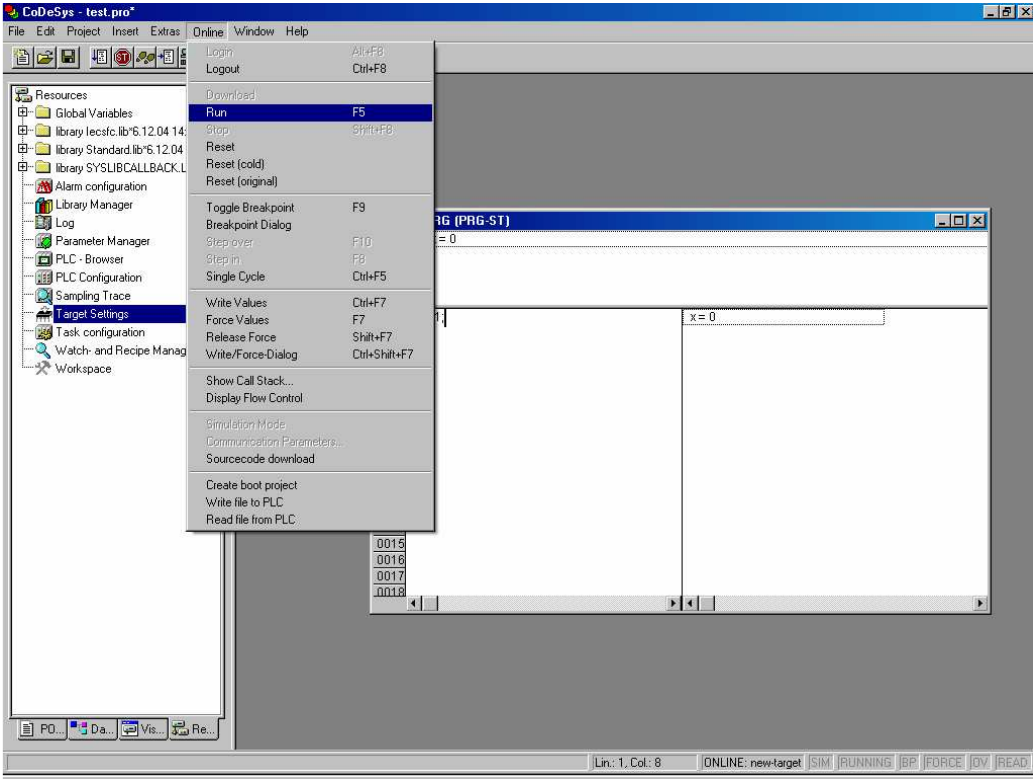 CoDeSys - test.pro*
File Edit Project Insert Extras Online Window Help
Resources
Global Variables
library Iecsfc.lib*6.12.04 14:
library Standard.lib*6.12.04
library SYSLIBCALLBACK.L
Alarm configuration
Library Manager
Log
Parameter Manager
PLC - Browser
PLC Configuration
Sampling Trace
Target Settings
Task configuration
Watch- and Recipe Manag
Workspace
Login Alt+F8
Logout Ctrl+F8
Download
Run F5
Stop Shift+F8
Reset
Reset (cold)
Reset (original)
Toggle Breakpoint F9
Breakpoint Dialog
Step over F10
Step in F8
Single Cycle Ctrl+F5
Write Values Ctrl+F7
Force Values F7
Release Force Shift+F7
Write/Force-Dialog Ctrl+Shift+F7
Show Call Stack...
Display Flow Control
Simulation Mode
Communication Parameters...
Sourcecode download
Create boot project
Write file to PLC
Read file from PLC
RG (PRG-ST)
= 0
1;
x = 0
0015
0016
0017
0018
PO... Da... Vis... Re...
Lin.: 1, Col.: 8 ONLINE: new-target SIM RUNNING BP FORCE OV READ